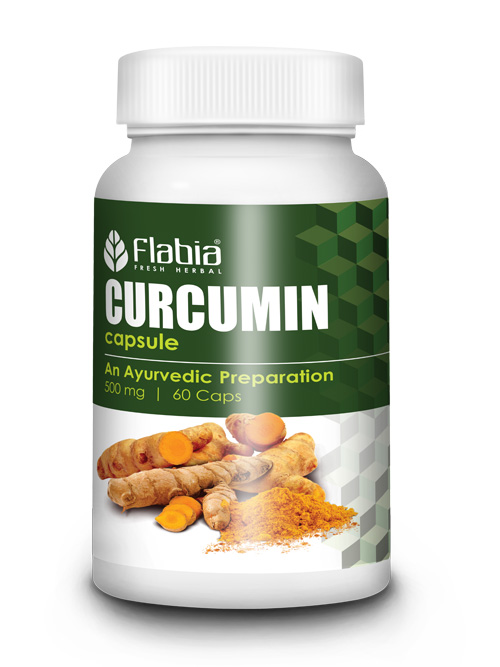 Flabia®
FRESH HERBAL
CURCUMIN
capsule
An Ayurvedic Preparation
500 mg | 60 Caps